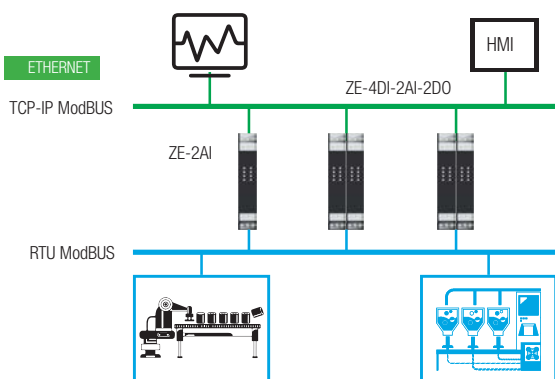 HMI
ETHERNET
ZE-4DI-2AI-2DO
TCP-IP ModBUS
ZE-2AI
RTU ModBUS